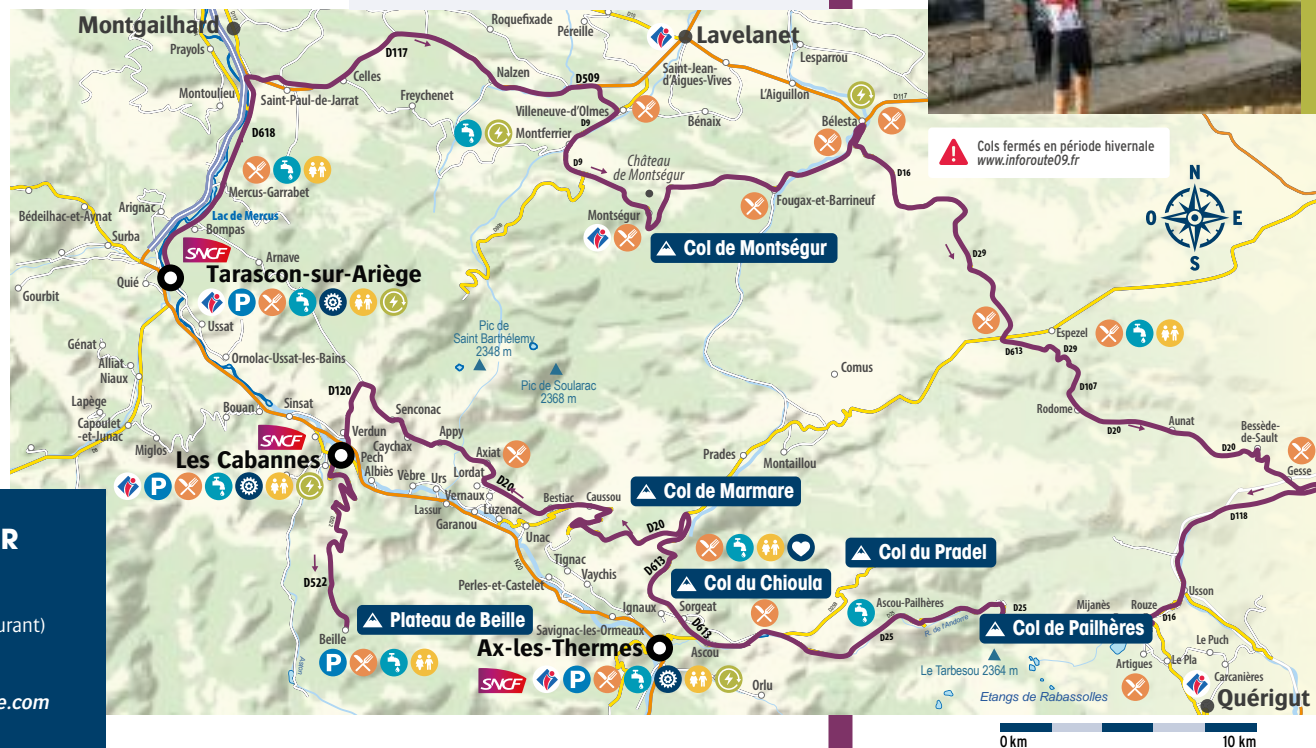 Montgailhard
Prayols
Montoulieu
Saint-Paul-de-Jarrat
Celles
D117
Freychenet
Nalzen
Roquefixade
Péreille
D509
Lavelanet
Saint-Jean-
d'Aigues-Vives
Lesparrou
L'Aiguillon
D117
Villeneuve-d'Olmes
D9
Bénaix
Bélesta
Montferrier
D618
D9
Château
de Montségur
D16
Fougax-et-Barrineuf
Montségur
Col de Montségur
Cols fermés en période hivernale
www.inforoute09.fr
N
O
E
S
Mercus-Garrabet
Lac de Mercus
Arignac
Bédeilhac-et-Aynat
Surba
Bompas
SNCF
Arnave
Quié
Tarascon-sur-Ariège
P
Gourbit
Ussat
D29
Pic de
Saint Barthélemy
2348 m
Pic de Soularac
2368 m
Espezel
D613
D29
D107
Génat
Alliat
Niaux
Ornolac-Ussat-les-Bains
Comus
Rodome
D20
Aunat
Lapège
Capoulet
-et-Junac
Miglos
Bouan
Sinsat
D120
Senconac
SNCF
Verdun
Caychax
Appy
Les Cabannes
Pech
Albiès
Axiat
Prades
Montaillou
Bessède-
de-Sault
D20
Gesse
P
Vèbre
Urs
Lordat
Vernaux
Lassur
Garanou
Luzenac
D20
Bestiac
Caussou
Unac
Col de Marmare
D118
D20
R
D613
Col du Pradel
Tignac
Vaychis
N20
Perles-et-Castelet
Col du Chioula
D522
urant)
Plateau de Beille
Beille
P
Ignaux
Sorgeat
Savignac-les-Ormeaux
D613
Ascou
Ax-les-Thermes
SNCF
P
Orlu
Ascou-Pailhères
D25
D25
R. de l'Andorre
Col de Pailhères
Le Tarbesou 2364 m
Etangs de Rabassolles
Mijanès
Rouze
D16
Usson
Le Puch
Artigues
Le Pla
Carcanières
Quérigut
e.com
0 km
10 km